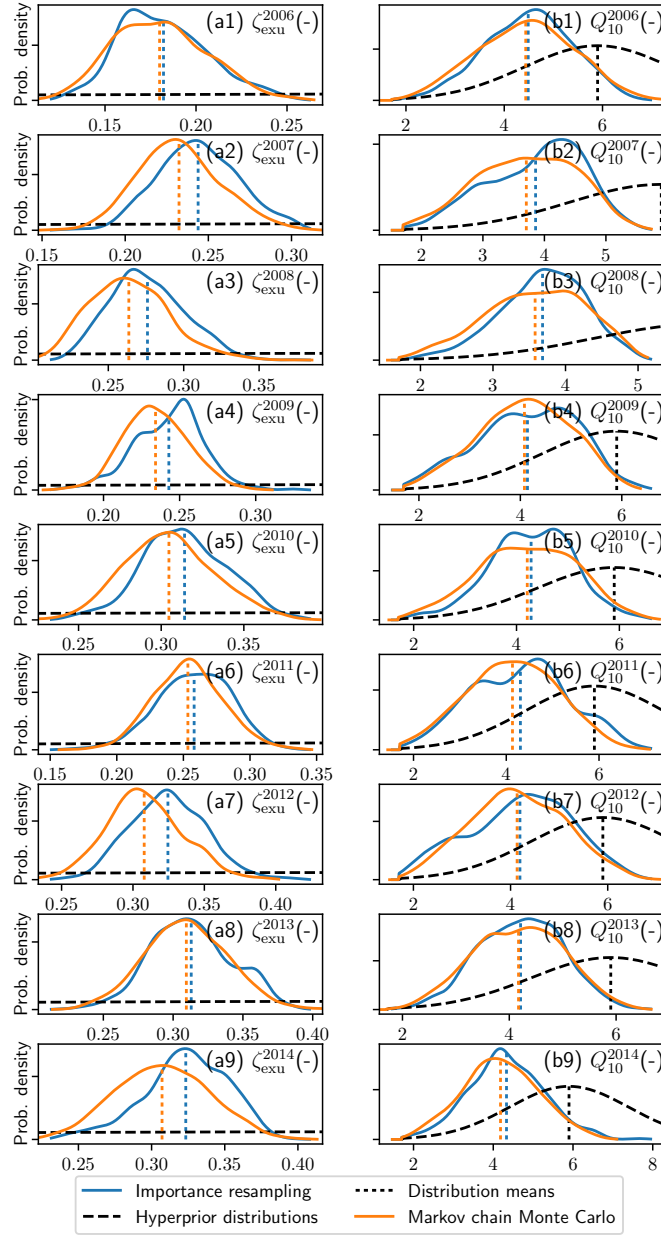 Prob. density
(a1) ζ_exu^2006(-)
0.15 0.20 0.25
(b1) Q_10^2006(-)
2 4 6
Prob. density
(a2) ζ_exu^2007(-)
0.15 0.20 0.25 0.30
(b2) Q_10^2007(-)
2 3 4 5
Prob. density
(a3) ζ_exu^2008(-)
0.25 0.30 0.35
(b3) Q_10^2008(-)
2 3 4 5
Prob. density
(a4) ζ_exu^2009(-)
0.20 0.25 0.30
(b4) Q_10^2009(-)
2 4 6
Prob. density
(a5) ζ_exu^2010(-)
0.25 0.30 0.35
(b5) Q_10^2010(-)
2 4 6
Prob. density
(a6) ζ_exu^2011(-)
0.15 0.20 0.25 0.30 0.35
(b6) Q_10^2011(-)
2 4 6
Prob. density
(a7) ζ_exu^2012(-)
0.25 0.30 0.35 0.40
(b7) Q_10^2012(-)
2 4 6
Prob. density
(a8) ζ_exu^2013(-)
0.25 0.30 0.35 0.40
(b8) Q_10^2013(-)
2 4 6
Prob. density
(a9) ζ_exu^2014(-)
0.25 0.30 0.35 0.40
(b9) Q_10^2014(-)
2 4 6 8
Importance resampling
Hyperprior distributions
Distribution means
Markov chain Monte Carlo